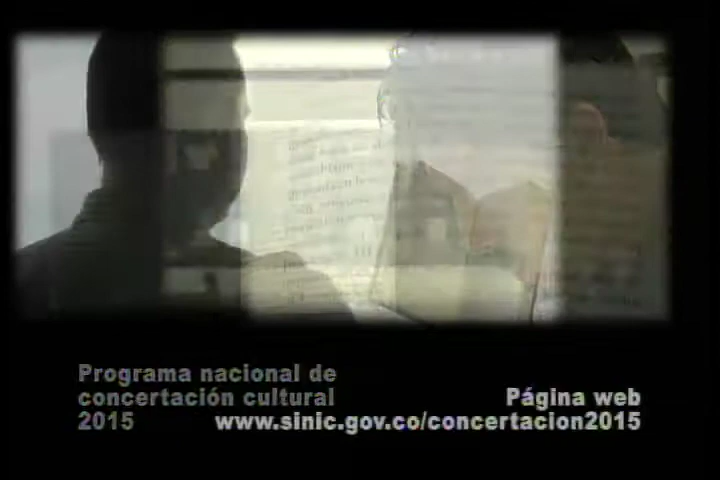 Programa nacional de
concertación cultural
2015
Página web
www.sinic.gov.co/concertacion2015